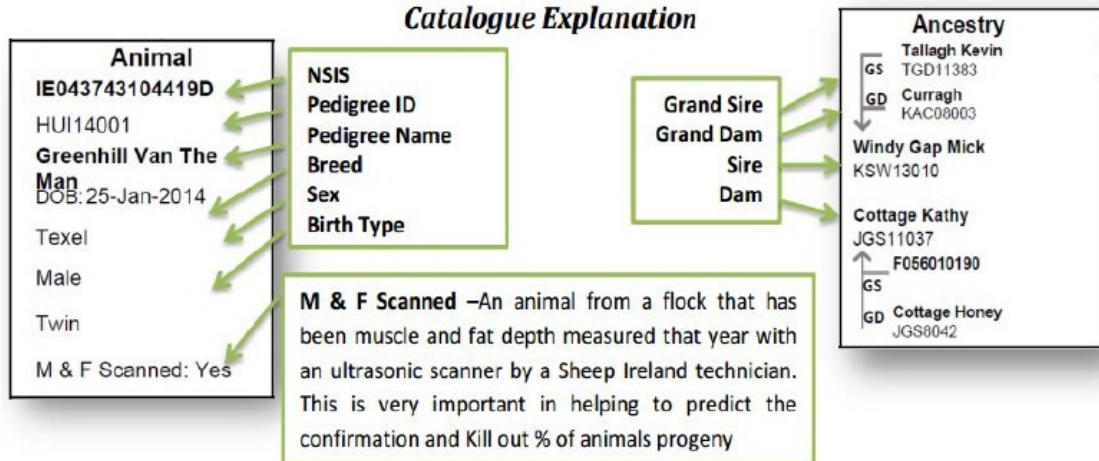 Catalogue Explanation
Animal
IE043743104419D
HUI14001
Greenhill Van The
Man
DOB: 25-Jan-2014
Texel
Male
Twin
M & F Scanned: Yes
NSIS
Pedigree ID
Pedigree Name
Breed
Sex
Birth Type
M & F Scanned –An animal from a flock that has
been muscle and fat depth measured that year with
an ultrasonic scanner by a Sheep Ireland technician.
This is very important in helping to predict the
confirmation and Kill out % of animals progeny
Grand Sire
Grand Dam
Sire
Dam
Ancestry
Tallagh Kevin
GS TGD11383
GD Curragh
KAC08003
Windy Gap Mick
KSW13010
Cottage Kathy
JGS11037
F056010190
GS
GD Cottage Honey
JGS8042